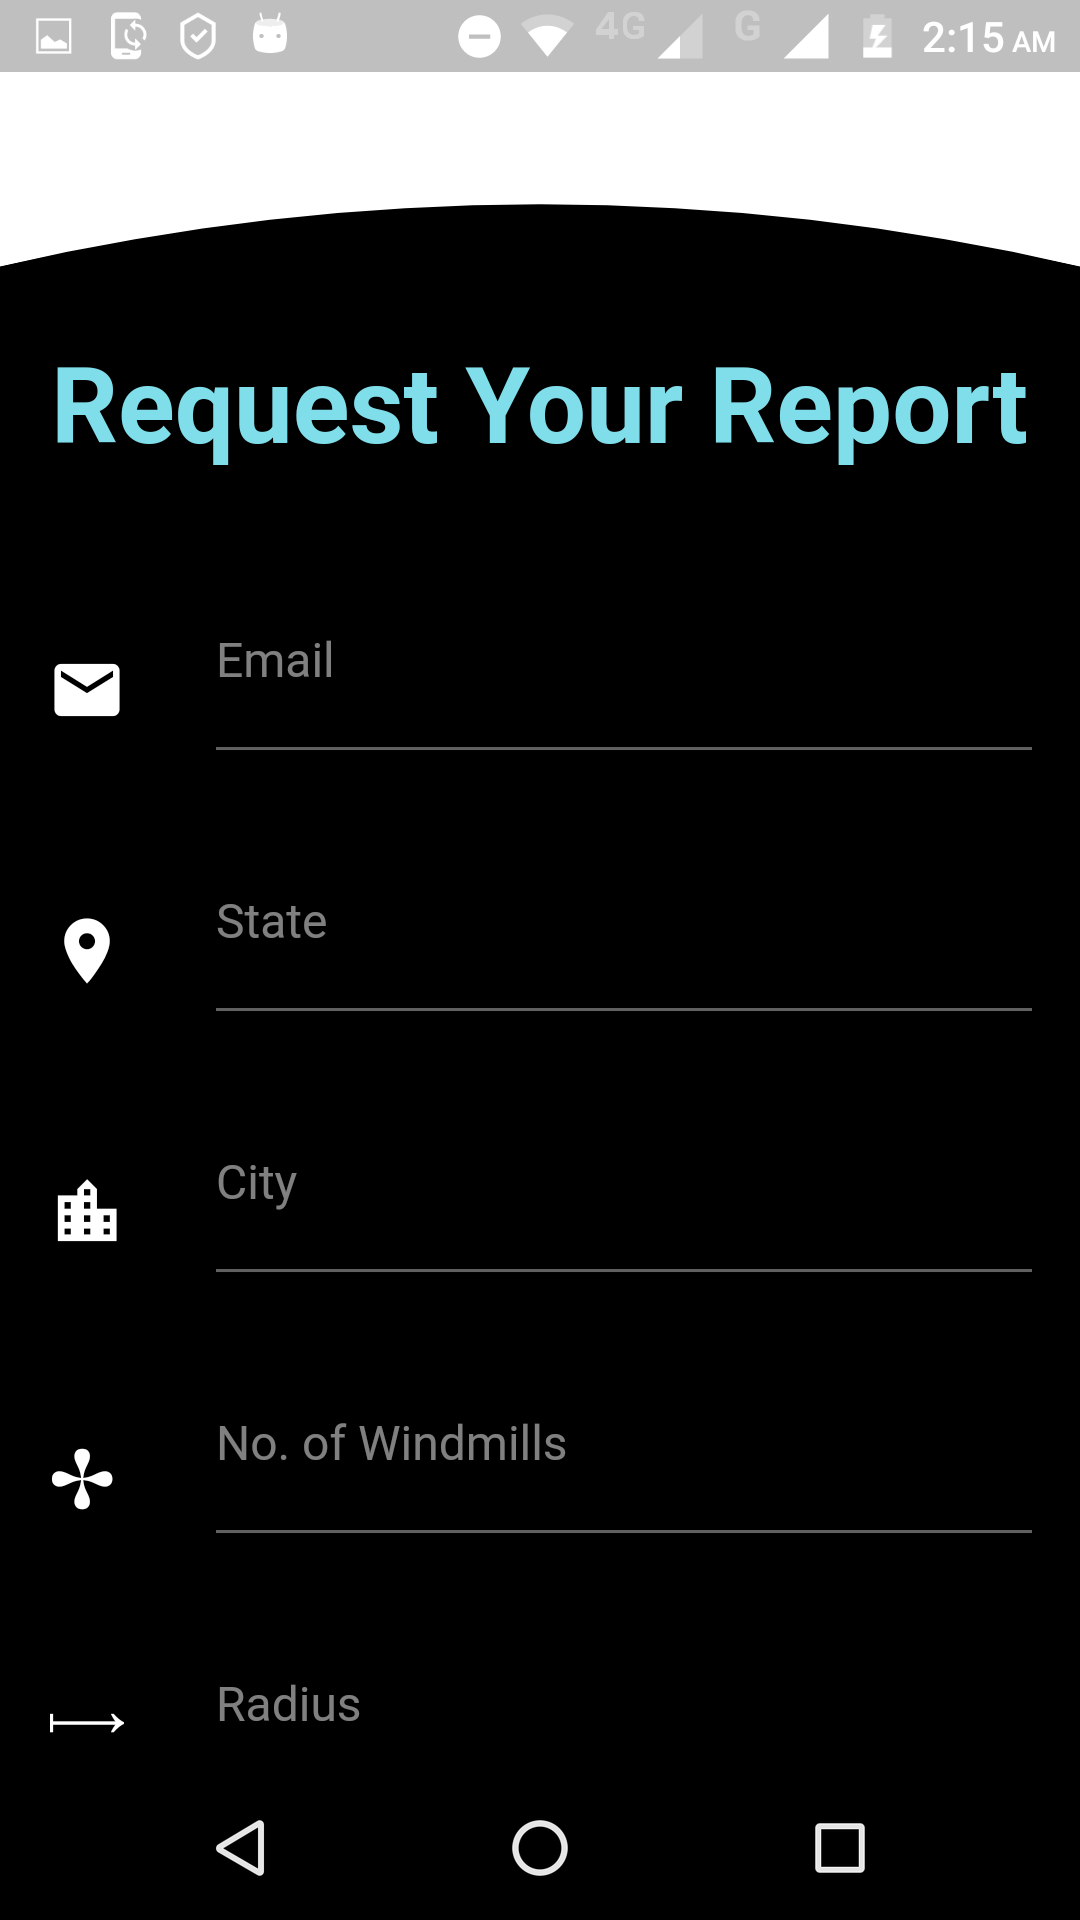 4G G 2:15 AM
Request Your Report
Email
State
City
No. of Windmills
Radius